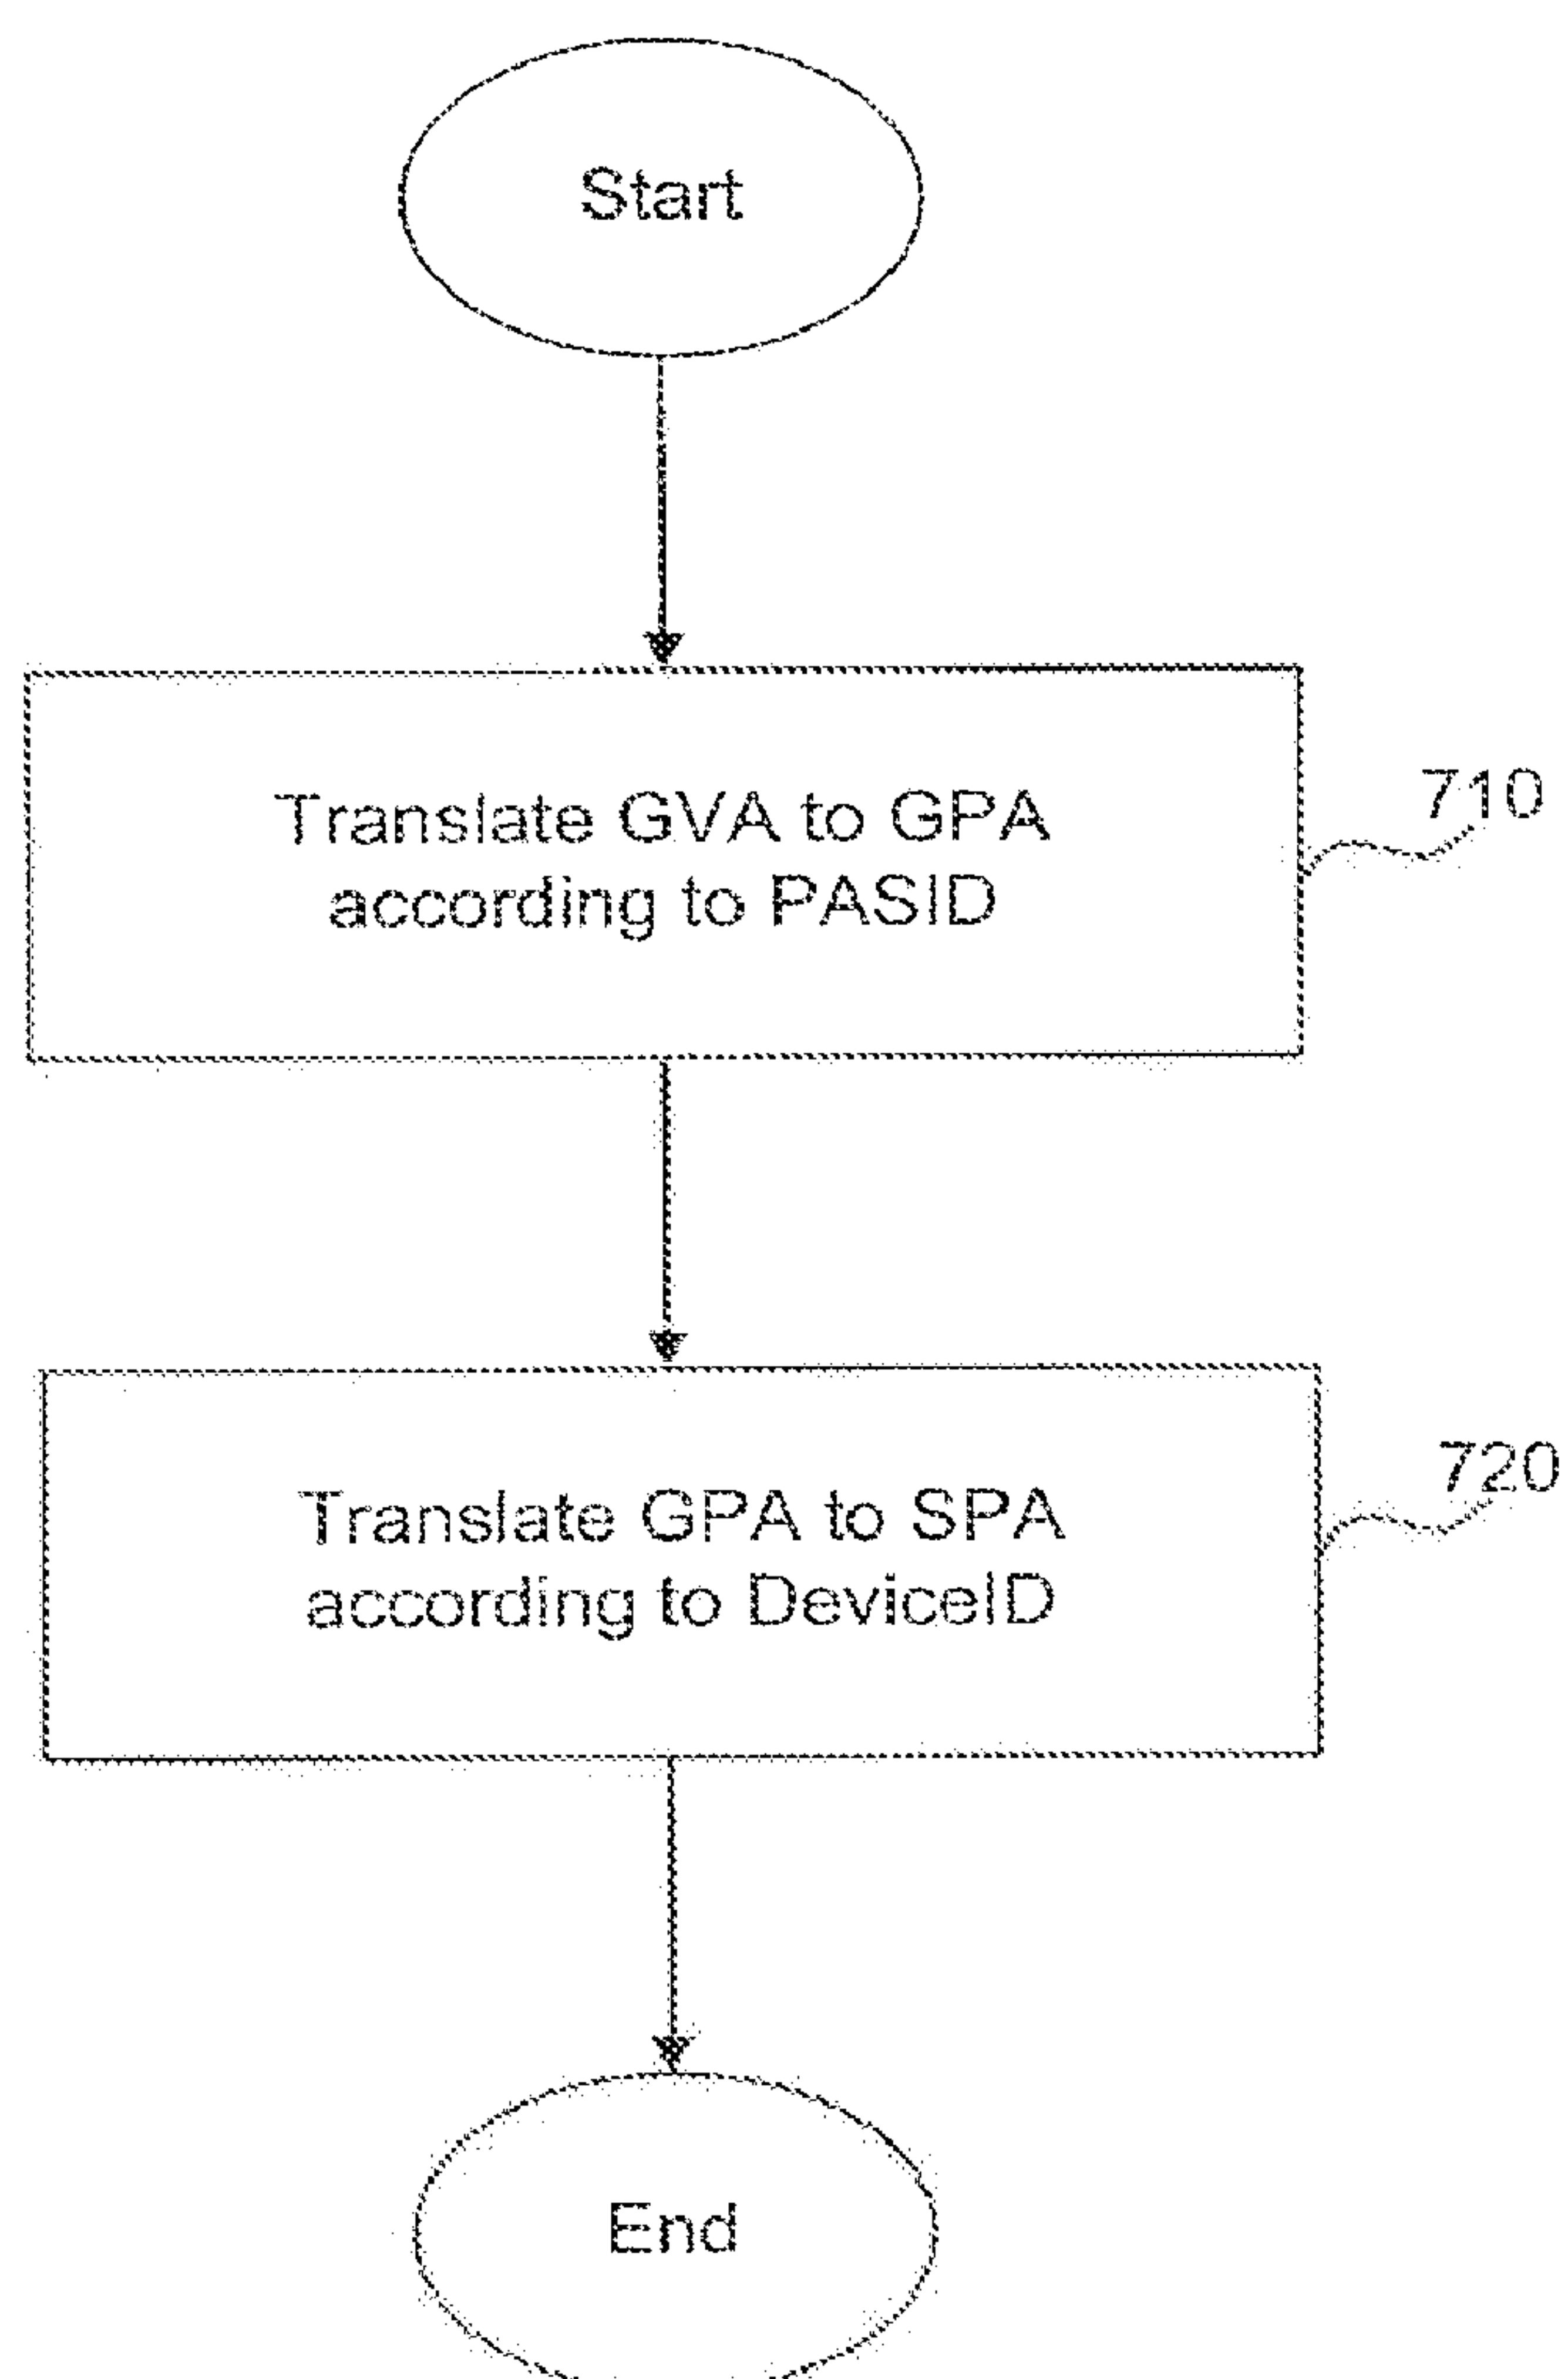 Start
Translate GVA to GPA
according to PASID
710
Translate GPA to SPA
according to DeviceID
720
End